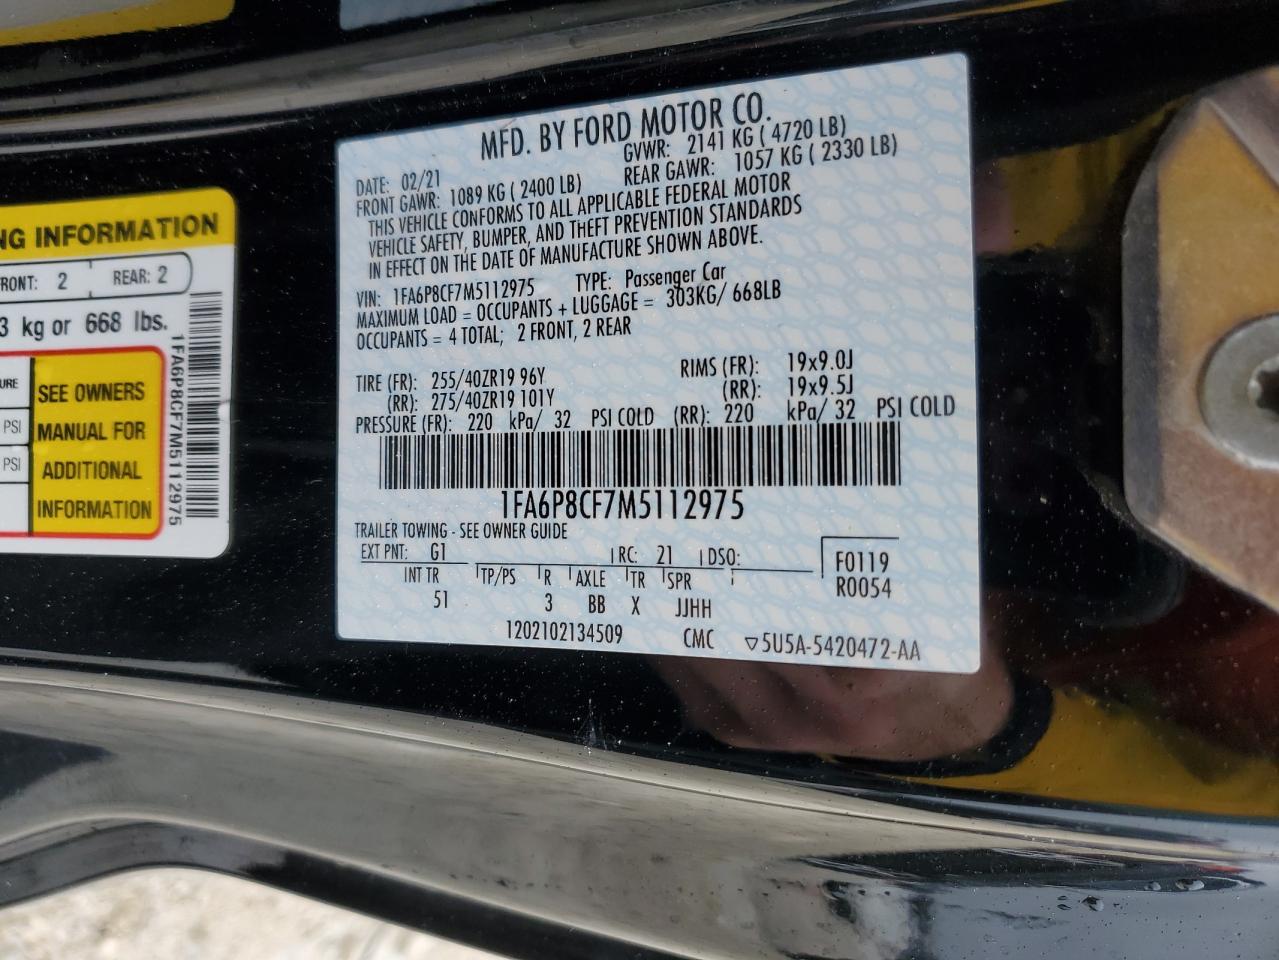 MFD. BY FORD MOTOR CO.
DATE: 02/21 GVWR: 2141 KG ( 4720 LB)
FRONT GAWR: 1089 KG ( 2400 LB) REAR GAWR: 1057 KG ( 2330 LB)
THIS VEHICLE CONFORMS TO ALL APPLICABLE FEDERAL MOTOR
VEHICLE SAFETY, BUMPER, AND THEFT PREVENTION STANDARDS
IN EFFECT ON THE DATE OF MANUFACTURE SHOWN ABOVE.
VIN: 1FA6P8CF7M5112975 TYPE: Passenger Car
MAXIMUM LOAD = OCCUPANTS + LUGGAGE = 303KG/ 668LB
OCCUPANTS = 4 TOTAL; 2 FRONT, 2 REAR
TIRE (FR): 255/40ZR19 96Y RIMS (FR): 19x9.0J
(RR): 275/40ZR19 101Y (RR): 19x9.5J
PRESSURE (FR): 220 kPa/ 32 PSI COLD (RR): 220 kPa/ 32 PSI COLD
1FA6P8CF7M5112975
TRAILER TOWING - SEE OWNER GUIDE
EXT PNT: G1 RC: 21 DSO: F0119
R0054
INT TR TP/PS R AXLE TR SPR
51 3 BB X JJHH
1202102134509 CMC ▽5U5A-5420472-AA
NG INFORMATION
FRONT: 2 REAR: 2
3 kg or 668 lbs.
SEE OWNERS
MANUAL FOR
ADDITIONAL
INFORMATION
PSI
PSI
1FA6P8CF7M5112975